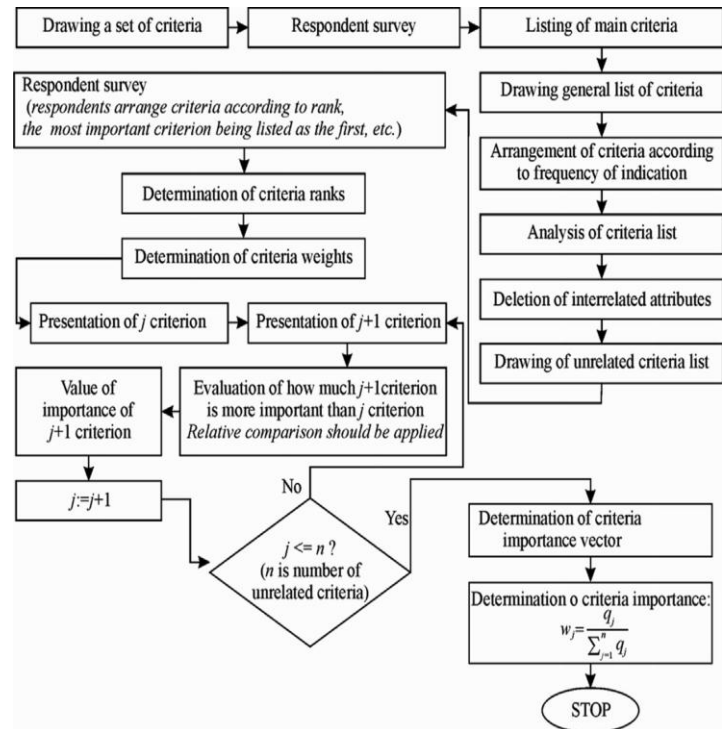 Drawing a set of criteria
Respondent survey
Listing of main criteria
Drawing general list of criteria
Arrangement of criteria according
to frequency of indication
Analysis of criteria list
Deletion of interrelated attributes
Drawing of unrelated criteria list
Respondent survey
(respondents arrange criteria according to rank,
the most important criterion being listed as the first, etc.)
Determination of criteria ranks
Determination of criteria weights
Presentation of j criterion
Presentation of j+1 criterion
Evaluation of how much j+1criterion
is more important than j criterion
Relative comparison should be applied
Value of
importance of
j+1 criterion
j:=j+1
j <= n ?
(n is number of
unrelated criteria)
No
Yes
Determination of criteria
importance vector
Determination o criteria importance:
w_j = q_j / ∑_{j=1}^{n} q_j
STOP